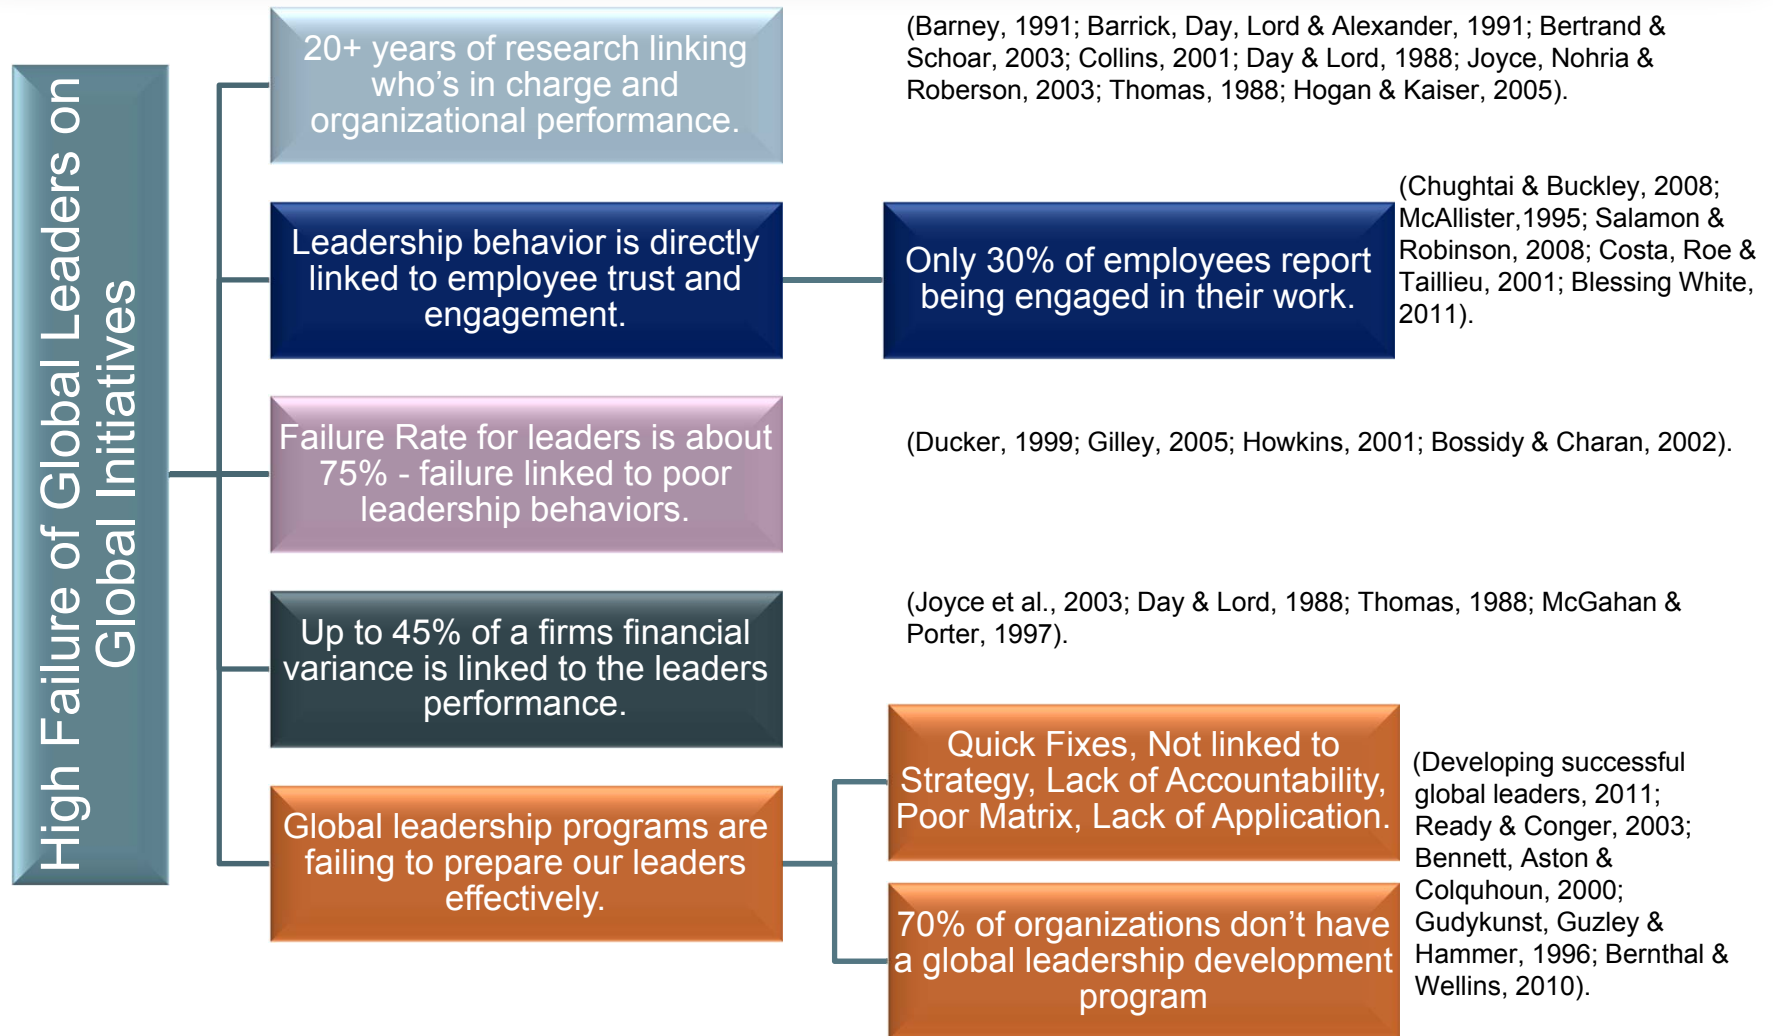 High Failure of Global Leaders on
Global Initiatives
20+ years of research linking
who's in charge and
organizational performance.
(Barney, 1991; Barrick, Day, Lord & Alexander, 1991; Bertrand &
Schoar, 2003; Collins, 2001; Day & Lord, 1988; Joyce, Nohria &
Roberson, 2003; Thomas, 1988; Hogan & Kaiser, 2005).
Leadership behavior is directly
linked to employee trust and
engagement.
Only 30% of employees report
being engaged in their work.
(Chughtai & Buckley, 2008;
McAllister,1995; Salamon &
Robinson, 2008; Costa, Roe &
Taillieu, 2001; Blessing White,
2011).
Failure Rate for leaders is about
75% - failure linked to poor
leadership behaviors.
(Ducker, 1999; Gilley, 2005; Howkins, 2001; Bossidy & Charan, 2002).
Up to 45% of a firms financial
variance is linked to the leaders
performance.
(Joyce et al., 2003; Day & Lord, 1988; Thomas, 1988; McGahan &
Porter, 1997).
Global leadership programs are
failing to prepare our leaders
effectively.
Quick Fixes, Not linked to
Strategy, Lack of Accountability,
Poor Matrix, Lack of Application.
70% of organizations don't have
a global leadership development
program
(Developing successful
global leaders, 2011;
Ready & Conger, 2003;
Bennett, Aston &
Colquhoun, 2000;
Gudykunst, Guzley &
Hammer, 1996; Bernthal &
Wellins, 2010).